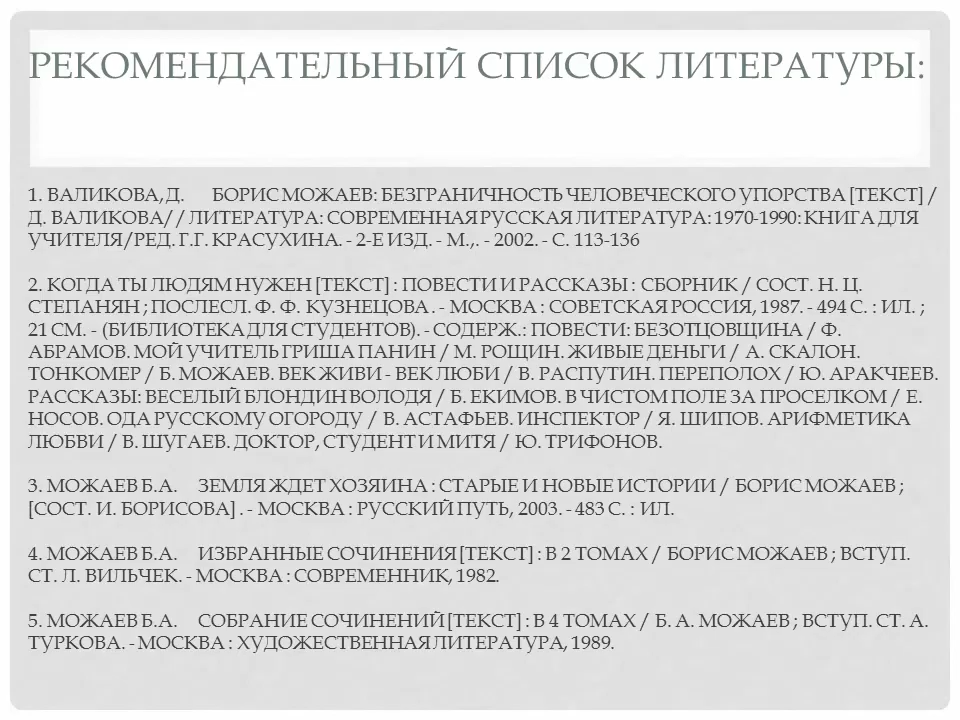 РЕКОМЕНДАТЕЛЬНЫЙ СПИСОК ЛИТЕРАТУРЫ:
1. ВАЛИКОВА, Д. БОРИС МОЖАЕВ: БЕЗГРАНИЧНОСТЬ ЧЕЛОВЕЧЕСКОГО УПОРСТВА [ТЕКСТ] /
Д. ВАЛИКОВА// ЛИТЕРАТУРА: СОВРЕМЕННАЯ РУССКАЯ ЛИТЕРАТУРА: 1970-1990: КНИГА ДЛЯ
УЧИТЕЛЯ/РЕД. Г.Г. КРАСУХИНА. - 2-Е ИЗД. - М.,. - 2002. - С. 113-136
2. КОГДА ТЫ ЛЮДЯМ НУЖЕН [ТЕКСТ] : ПОВЕСТИ И РАССКАЗЫ : СБОРНИК / СОСТ. Н. Ц.
СТЕПАНЯН ; ПОСЛЕСЛ. Ф. Ф. КУЗНЕЦОВА . - МОСКВА : СОВЕТСКАЯ РОССИЯ, 1987. - 494 С. : ИЛ. ;
21 СМ. - (БИБЛИОТЕКА ДЛЯ СТУДЕНТОВ). - СОДЕРЖ.: ПОВЕСТИ: БЕЗОТЦОВЩИНА / Ф.
АБРАМОВ. МОЙ УЧИТЕЛЬ ГРИША ПАНИН / М. РОЩИН. ЖИВЫЕ ДЕНЬГИ / А. СКАЛОН.
ТОНКОМЕР / Б. МОЖАЕВ. ВЕК ЖИВИ - ВЕК ЛЮБИ / В. РАСПУТИН. ПЕРЕПОЛОХ / Ю. АРАКЧЕЕВ.
РАССКАЗЫ: ВЕСЕЛЫЙ БЛОНДИН ВОЛОДЯ / Б. ЕКИМОВ. В ЧИСТОМ ПОЛЕ ЗА ПРОСЕЛКОМ / Е.
НОСОВ. ОДА РУССКОМУ ОГОРОДУ / В. АСТАФЬЕВ. ИНСПЕКТОР / Я. ШИПОВ. АРИФМЕТИКА
ЛЮБВИ / В. ШУГАЕВ. ДОКТОР, СТУДЕНТ И МИТЯ / Ю. ТРИФОНОВ.
3. МОЖАЕВ Б.А. ЗЕМЛЯ ЖДЕТ ХОЗЯИНА : СТАРЫЕ И НОВЫЕ ИСТОРИИ / БОРИС МОЖАЕВ ;
[СОСТ. И. БОРИСОВА] . - МОСКВА : РУССКИЙ ПУТЬ, 2003. - 483 С. : ИЛ.
4. МОЖАЕВ Б.А. ИЗБРАННЫЕ СОЧИНЕНИЯ [ТЕКСТ] : В 2 ТОМАХ / БОРИС МОЖАЕВ ; ВСТУП.
СТ. Л. ВИЛЬЧЕК. - МОСКВА : СОВРЕМЕННИК, 1982.
5. МОЖАЕВ Б.А. СОБРАНИЕ СОЧИНЕНИЙ [ТЕКСТ] : В 4 ТОМАХ / Б. А. МОЖАЕВ ; ВСТУП. СТ. А.
ТУРКОВА. - МОСКВА : ХУДОЖЕСТВЕННАЯ ЛИТЕРАТУРА, 1989.